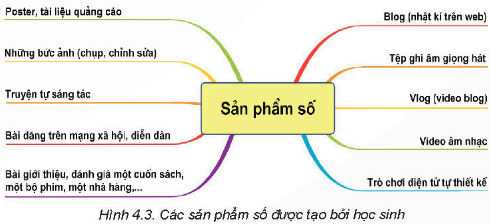 Poster, tài liệu quảng cáo
Những bức ảnh (chụp, chỉnh sửa)
Truyện tự sáng tác
Bài đăng trên mạng xã hội, diễn đàn
Bài giới thiệu, đánh giá một cuốn sách,
một bộ phim, một nhà hàng,...
Sản phẩm số
Blog (nhật kí trên web)
Tệp ghi âm giọng hát
Vlog (video blog)
Video âm nhạc
Trò chơi điện tử tự thiết kế
Hình 4.3. Các sản phẩm số được tạo bởi học sinh